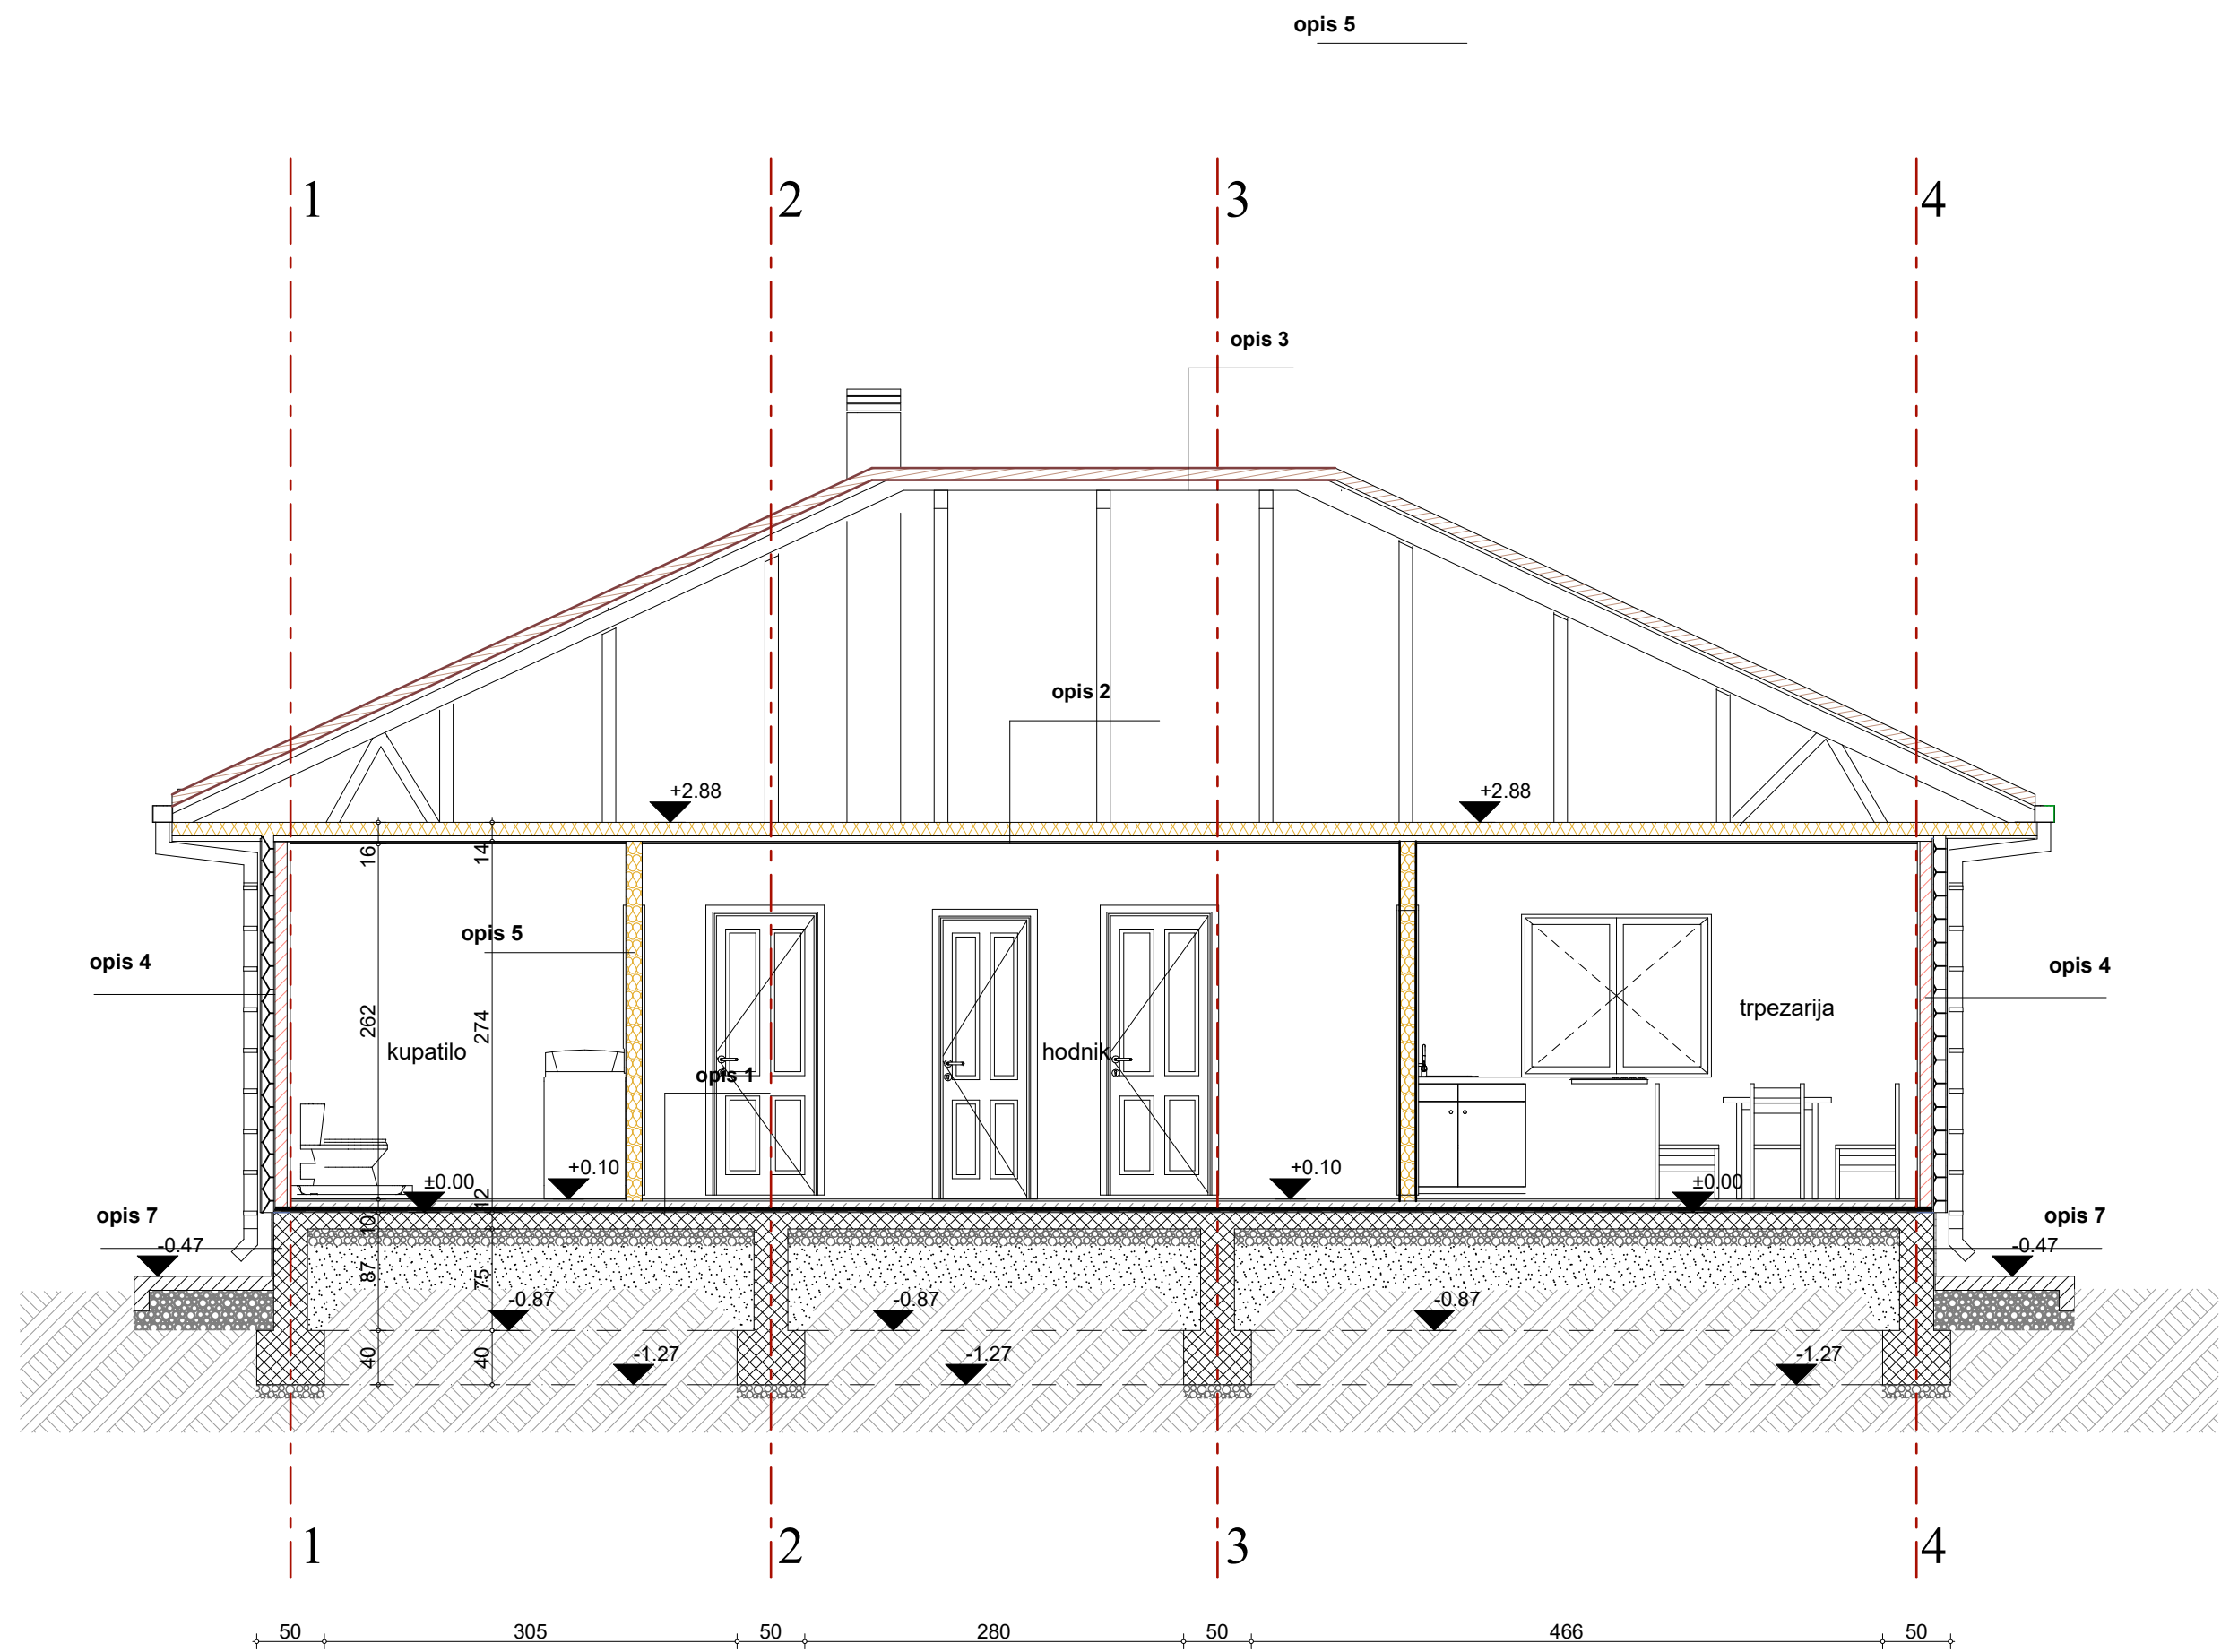 opis 5
1 2 3 4
opis 3
opis 2
+2.88 +2.88
16 14
opis 5
opis 4 opis 4
262 274 trpezarija
kupatilo hodnik
opis 1
+0.10 +0.10
±0.00 12 ±0.00
opis 7 10 opis 7
-0.47 -0.47
87 75
-0.87 -0.87 -0.87
40 40 -1.27 -1.27 -1.27
1 2 3 4
50 305 50 280 50 466 50